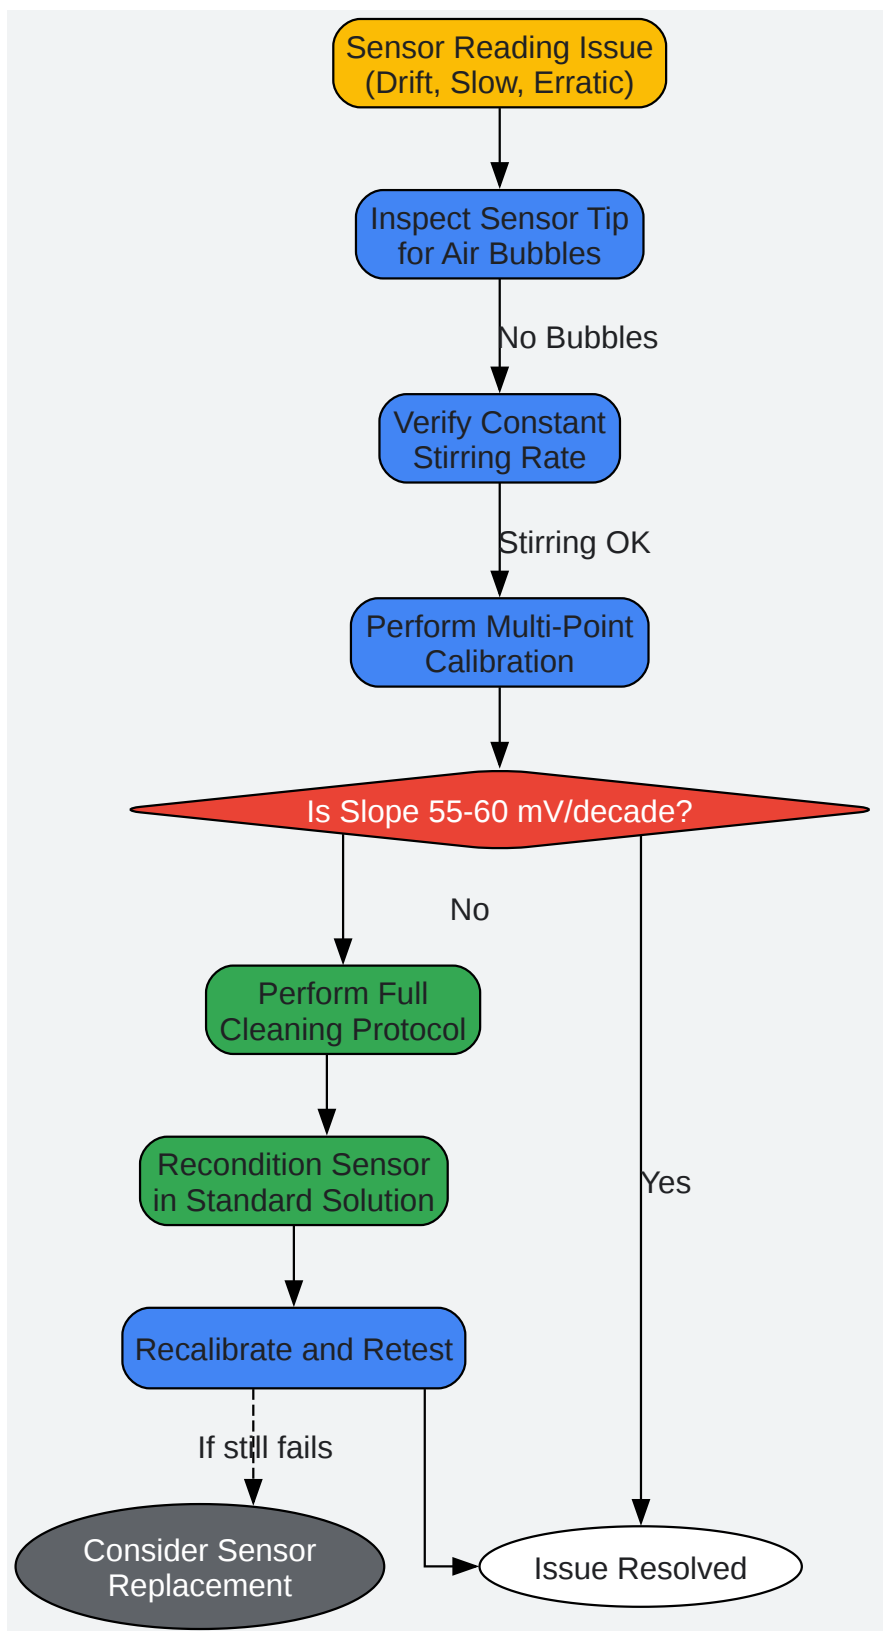 Sensor Reading Issue
(Drift, Slow, Erratic)
Inspect Sensor Tip
for Air Bubbles
No Bubbles
Verify Constant
Stirring Rate
Stirring OK
Perform Multi-Point
Calibration
Is Slope 55-60 mV/decade?
No
Perform Full
Cleaning Protocol
Recondition Sensor
in Standard Solution
Yes
Recalibrate and Retest
If still fails
Consider Sensor
Replacement
Issue Resolved